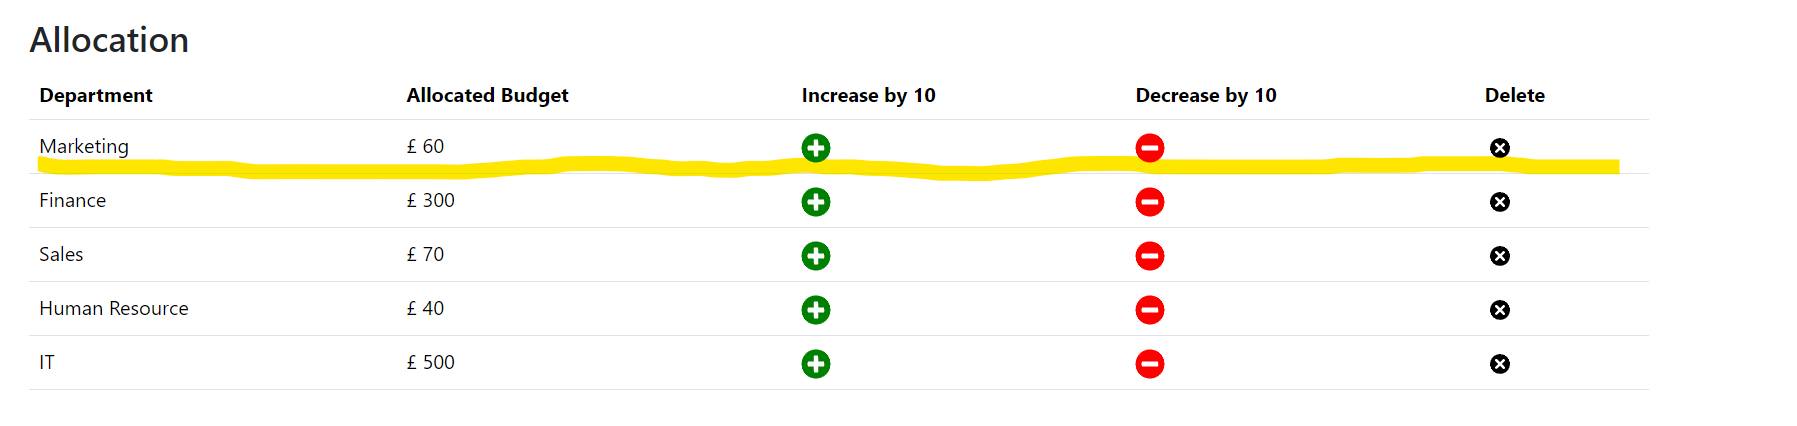 Allocation
Department Allocated Budget Increase by 10 Decrease by 10 Delete
Marketing £ 60
Finance £ 300
Sales £ 70
Human Resource £ 40
IT £ 500